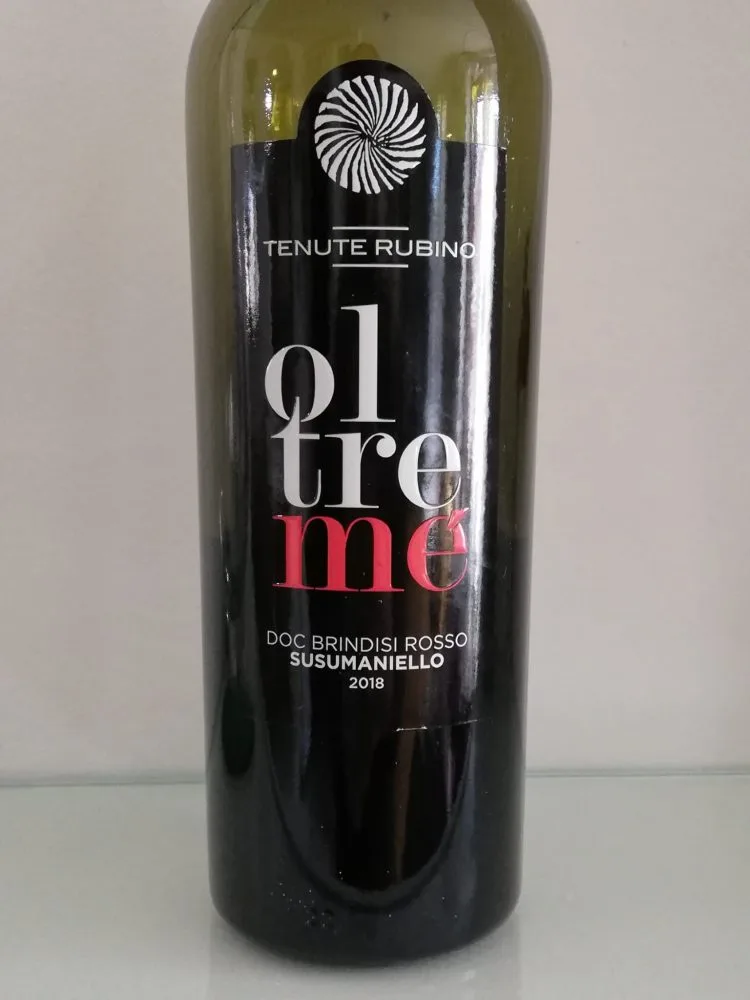 TENUTE RUBINO
ol
tre
mé
DOC BRINDISI ROSSO
SUSUMANIELLO
2018